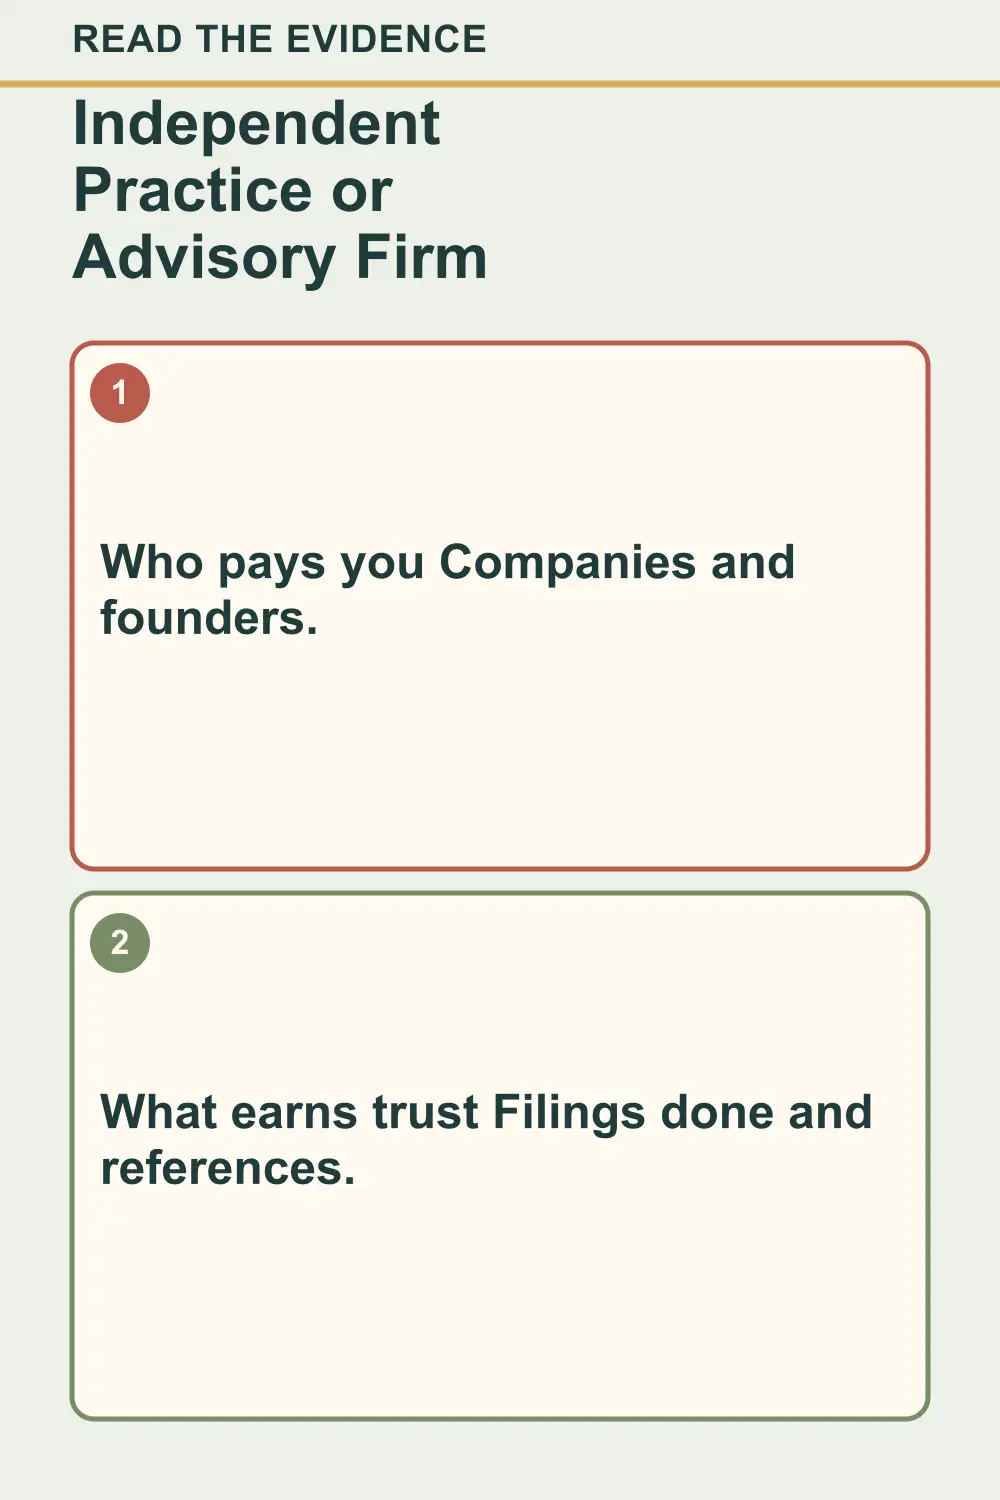 READ THE EVIDENCE
Independent
Practice or
Advisory Firm
1
Who pays you Companies and
founders.
2
What earns trust Filings done and
references.